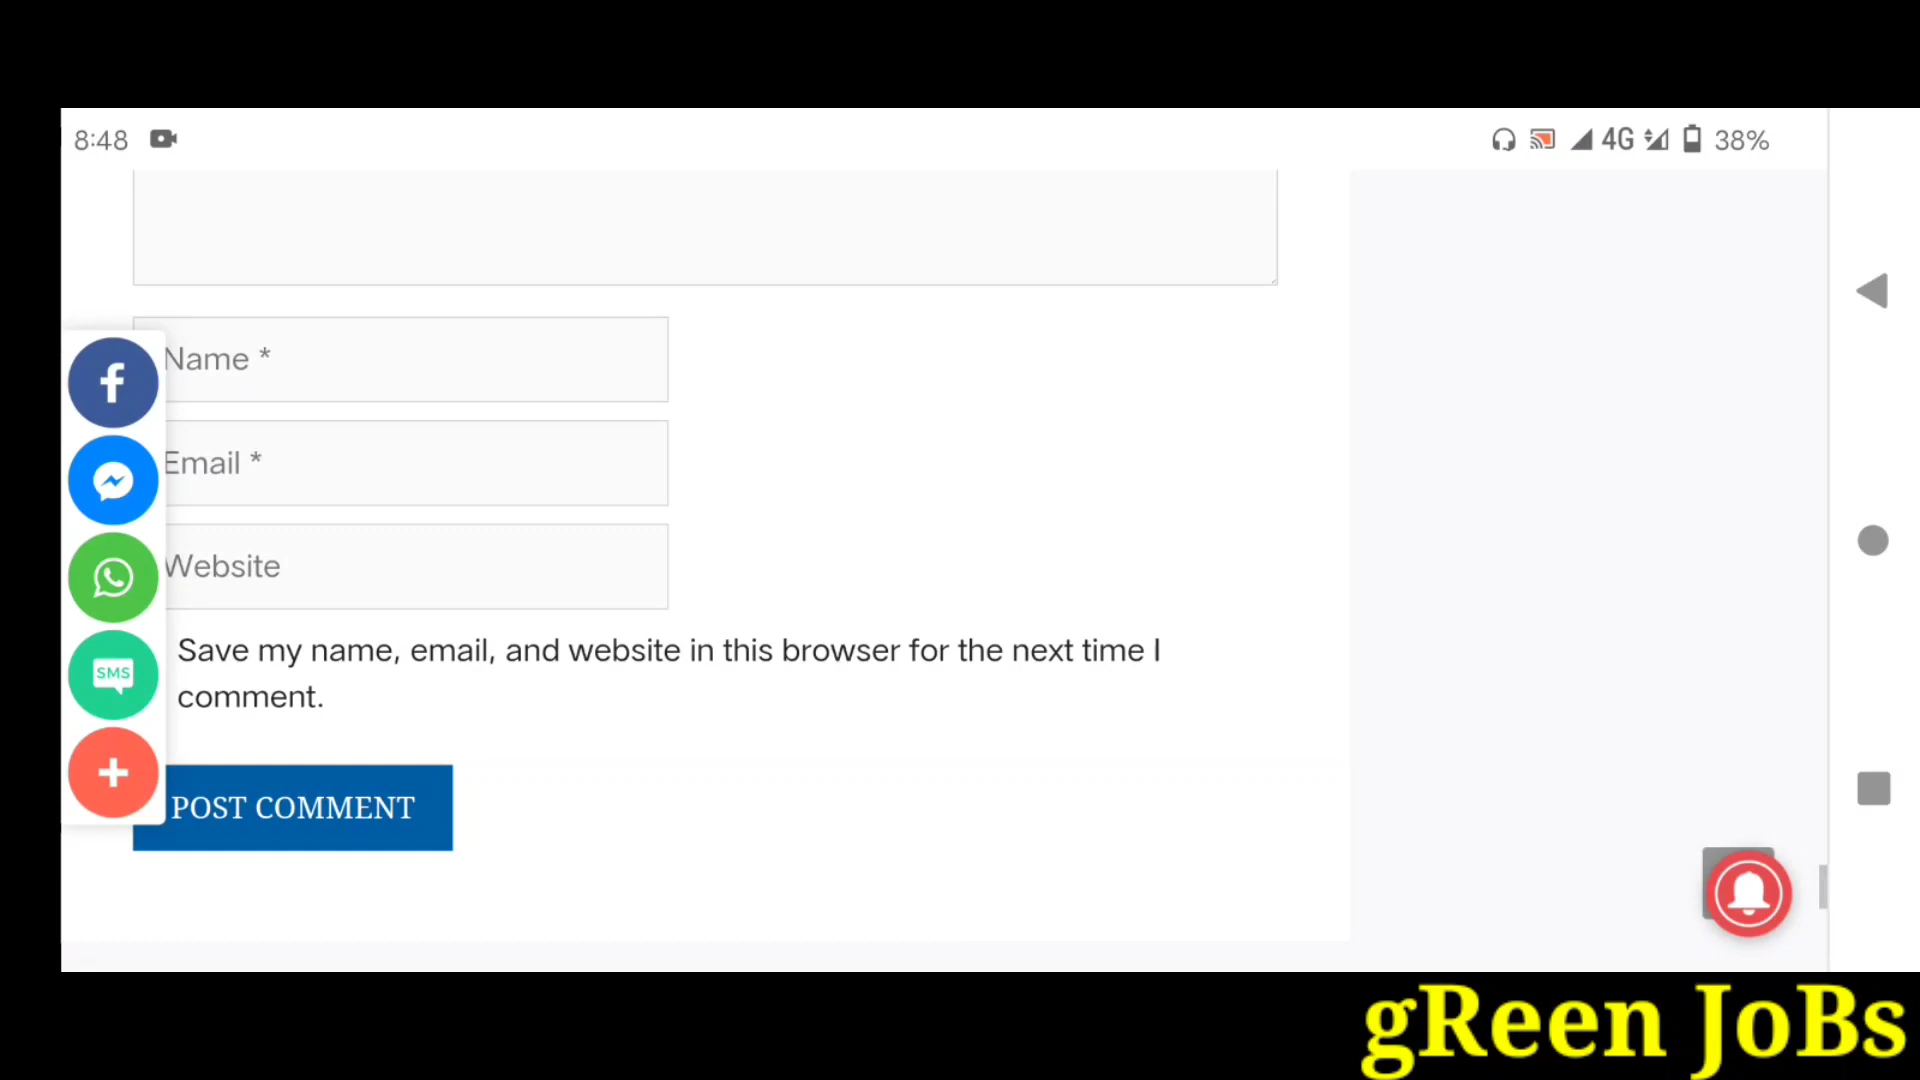 8:48
4G 38%
Name *
Email *
Website
Save my name, email, and website in this browser for the next time I
comment.
SMS
POST COMMENT
gReen JoBs